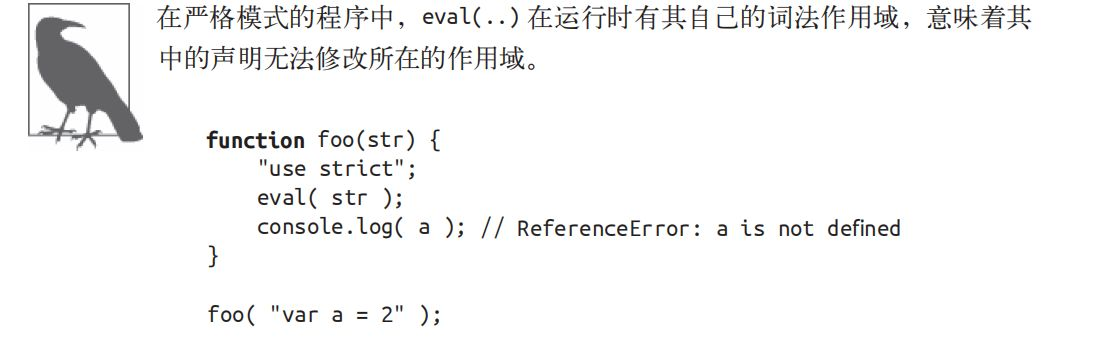 在严格模式的程序中，eval(..) 在运行时有其自己的词法作用域，意味着其
中的声明无法修改所在的作用域。
function foo(str) {
    "use strict";
    eval( str );
    console.log( a ); // ReferenceError: a is not defined
}
foo( "var a = 2" );